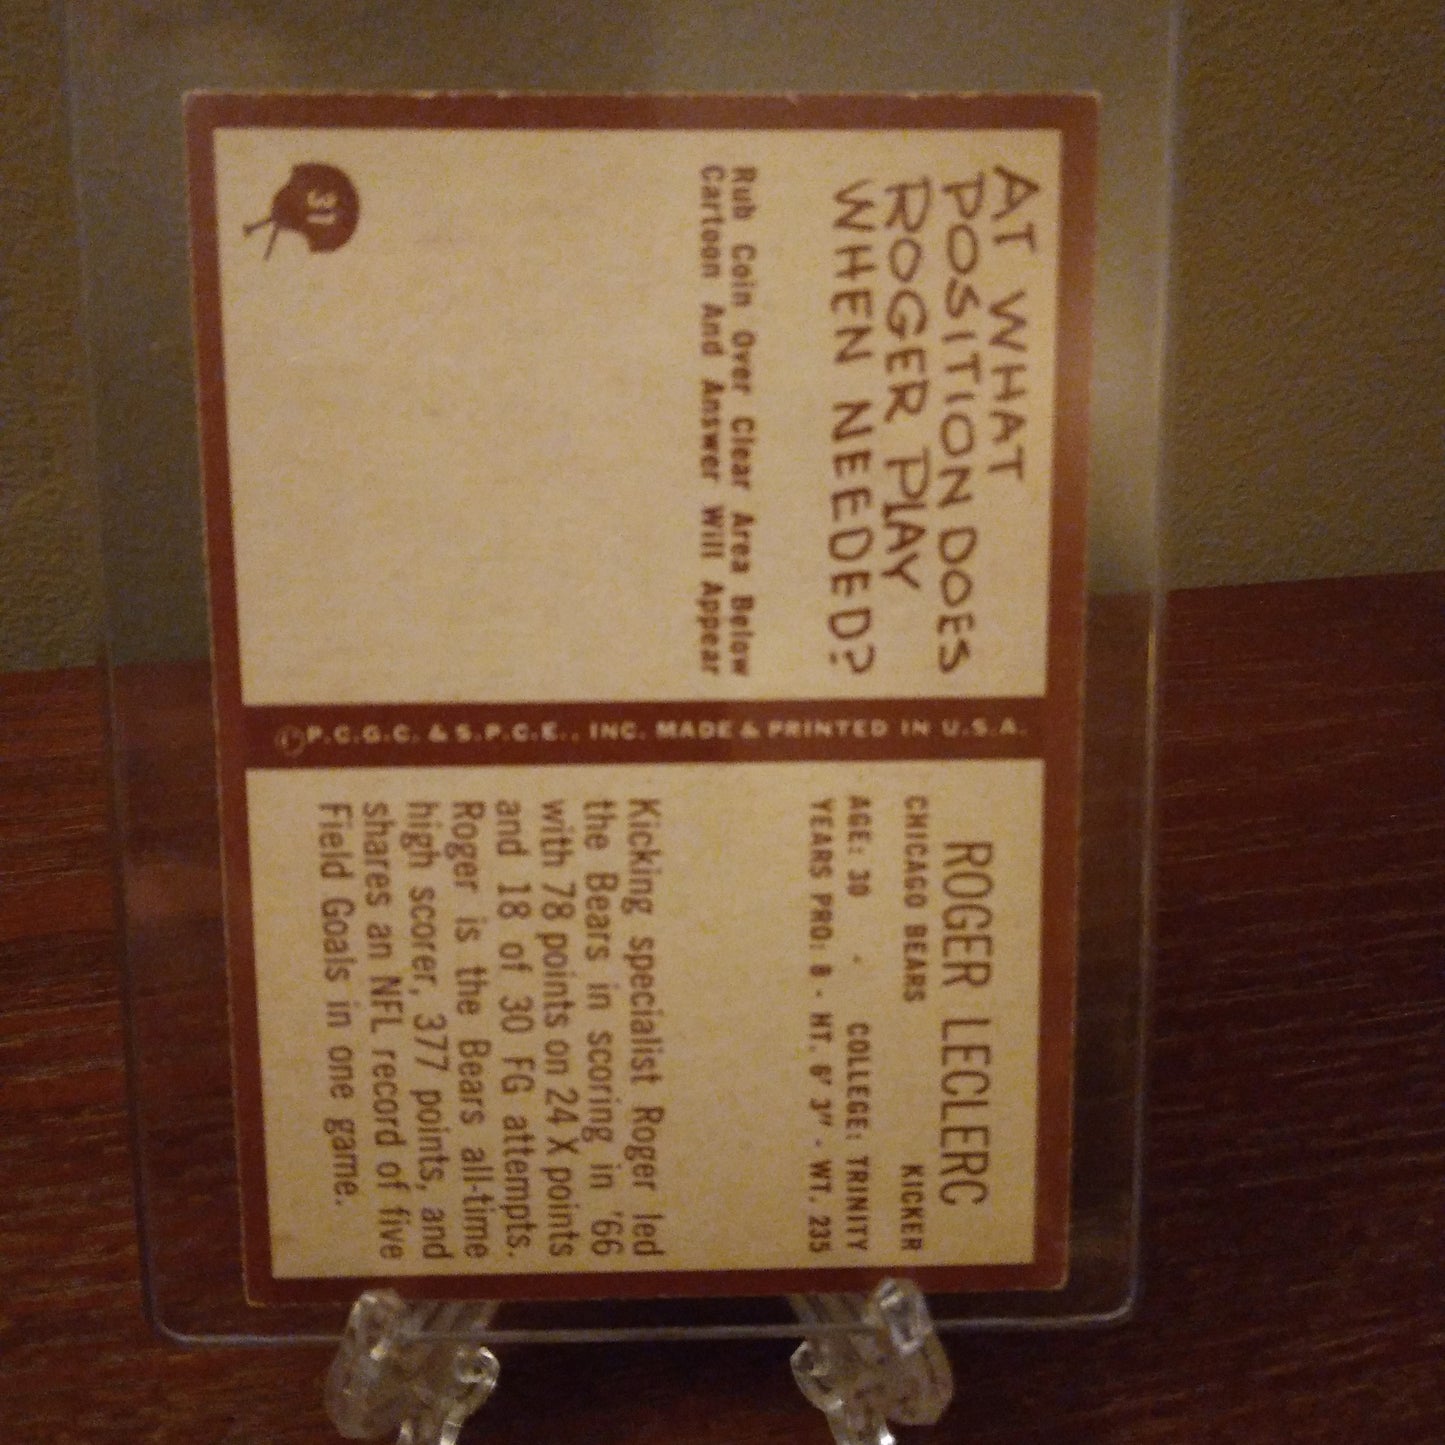 AT WHAT
POSITION DOES
ROGER PLAY
WHEN NEEDED?
Rub Coin Over Clear Area Below
Cartoon And Answer Will Appear
31
Ⓟ P.C.G.C. & S.P.C.E., INC. MADE & PRINTED IN U.S.A.
ROGER LECLERC
CHICAGO BEARS KICKER
AGE: 30 · COLLEGE: TRINITY
YEARS PRO: 8 · HT. 6' 3" · WT. 235
Kicking specialist Roger led
the Bears in scoring in '66
with 78 points on 24 X points
and 18 of 30 FG attempts.
Roger is the Bears all-time
high scorer, 377 points, and
shares an NFL record of five
Field Goals in one game.